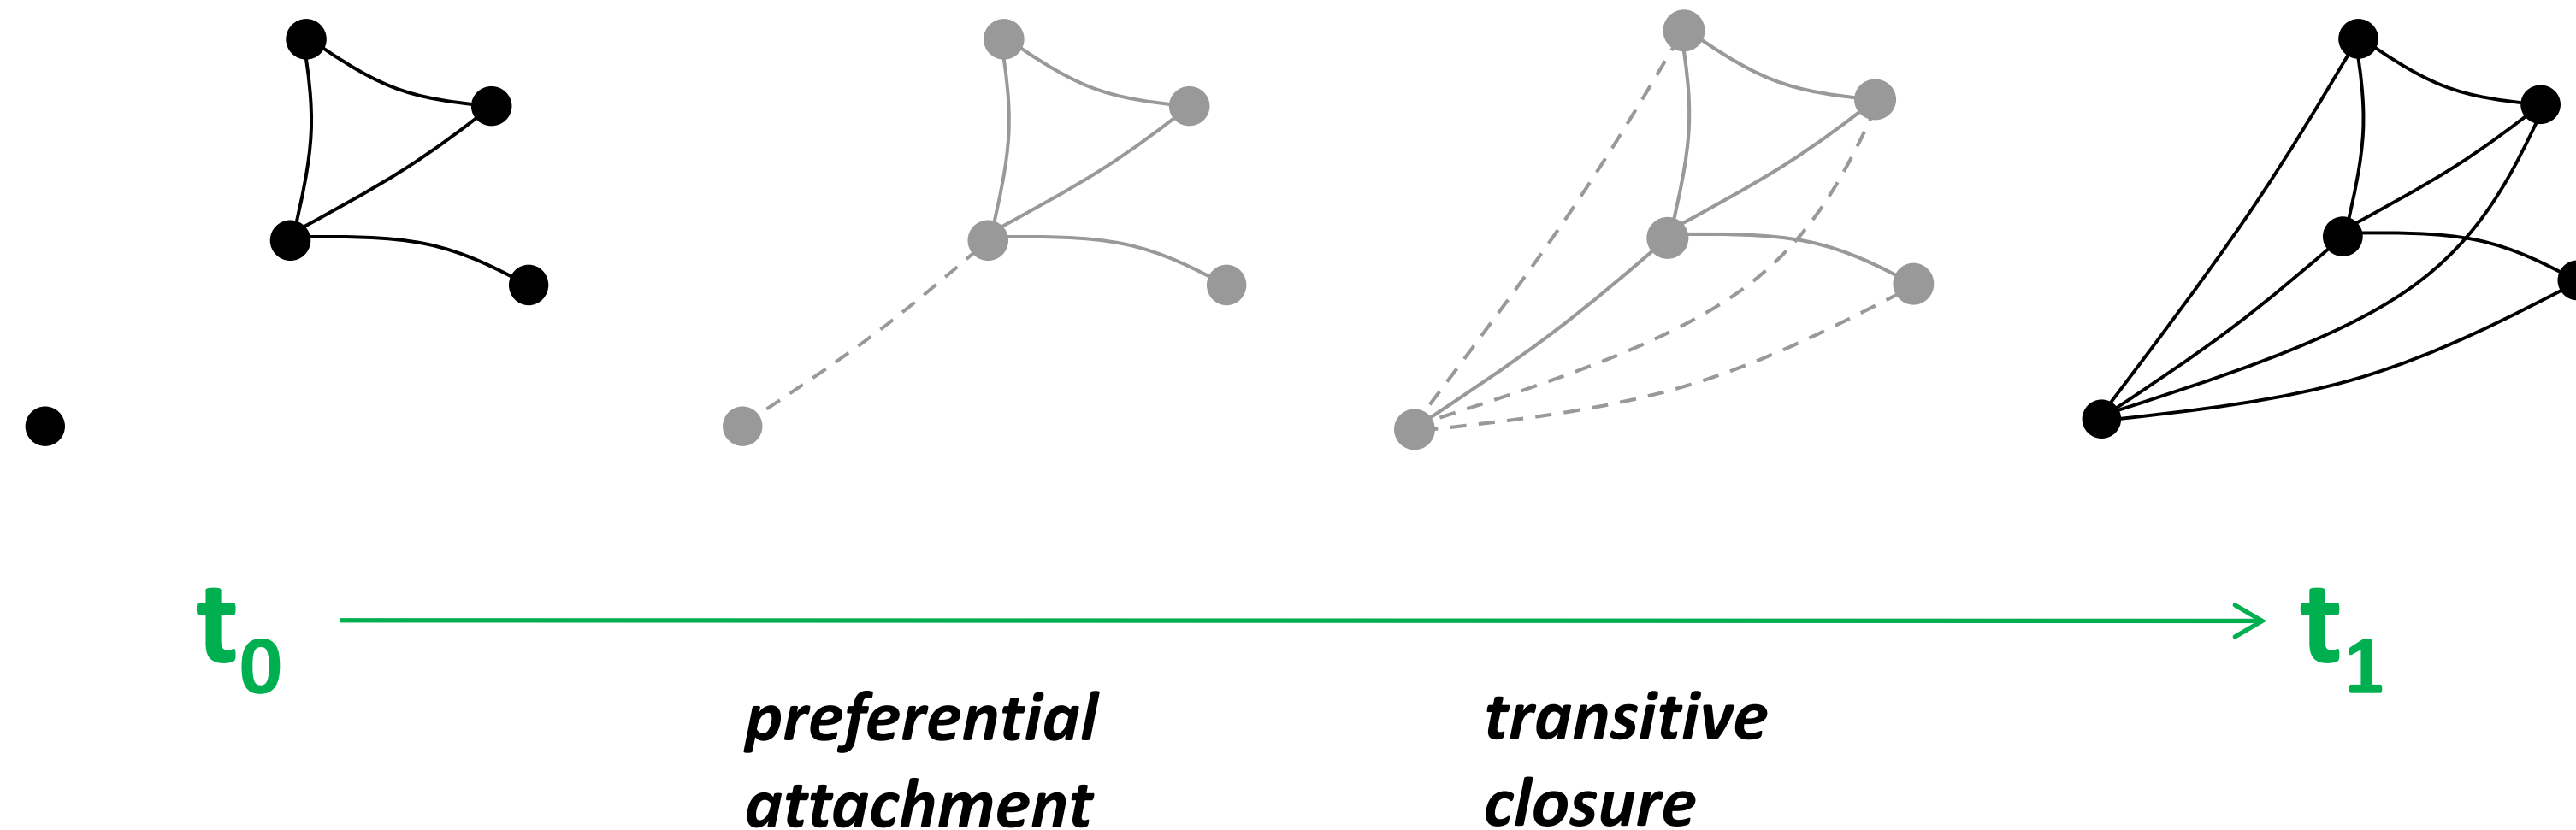 t0 t1
preferential transitive
attachment closure